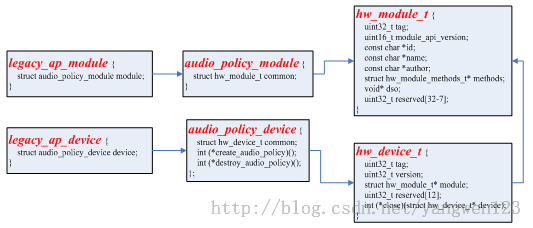 legacy_ap_module {
struct audio_policy_module module;
}
audio_policy_module {
struct hw_module_t common;
}
hw_module_t {
uint32_t tag;
uint16_t module_api_version;
const char *id;
const char *name;
const char *author;
struct hw_module_methods_t* methods;
void* dso;
uint32_t reserved[32-7];
}
legacy_ap_device {
struct audio_policy_device device;
}
audio_policy_device {
struct hw_device_t common;
int (*create_audio_policy)();
int (*destroy_audio_policy)();
};
hw_device_t {
uint32_t tag;
uint32_t version;
struct hw_module_t* module;
uint32_t reserved[12];
int (*close)(struct hw_device_t* device)
}
http://blog.csdn.net/yangwen123